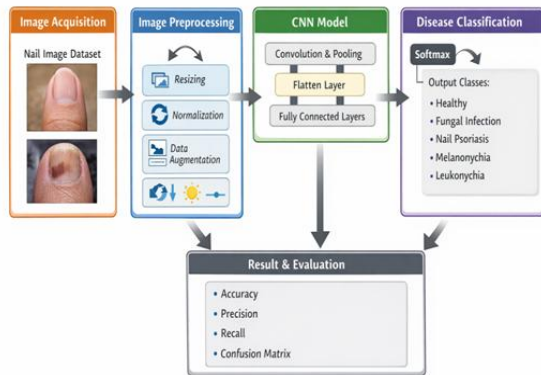 Image Acquisition
Nail Image Dataset
Image Preprocessing
Resizing
Normalization
Data
Augmentation
CNN Model
Convolution & Pooling
Flatten Layer
Fully Connected Layers
Disease Classification
Softmax
Output Classes:
• Healthy
• Fungal Infection
• Nail Psoriasis
• Melanonychia
• Leukonychia
Result & Evaluation
• Accuracy
• Precision
• Recall
• Confusion Matrix